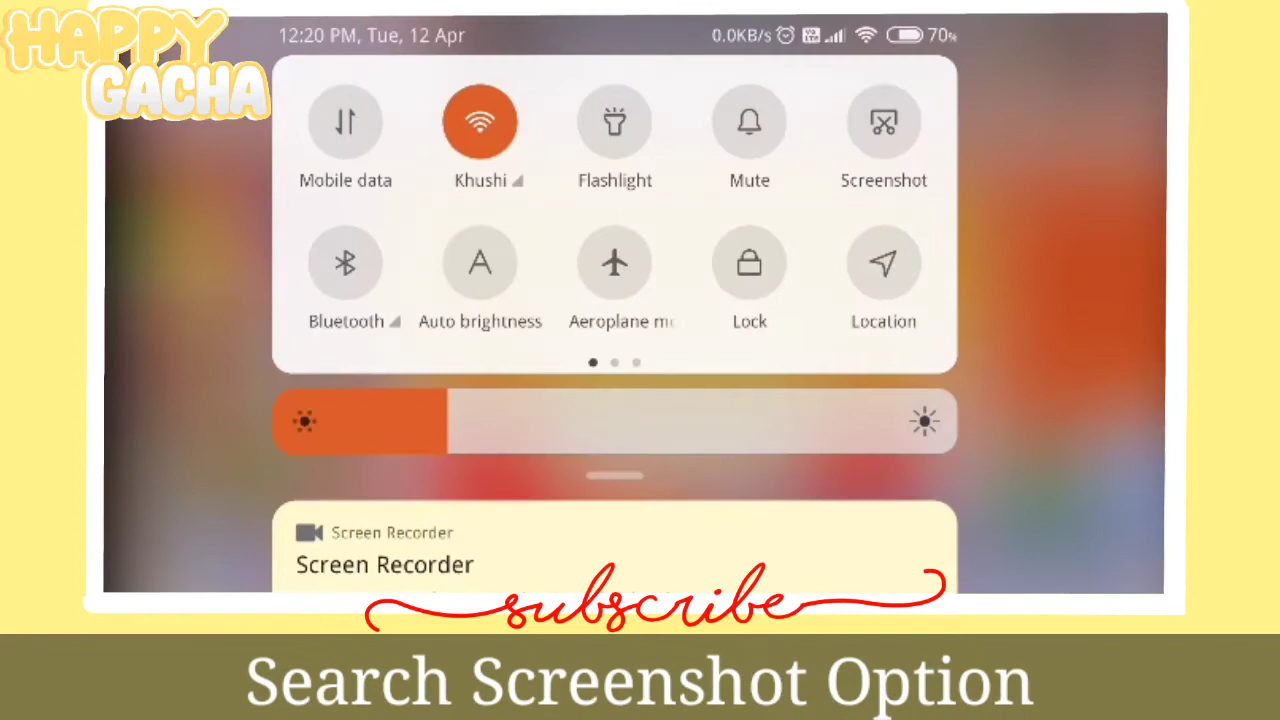 HAPPY
GACHA
12:20 PM, Tue, 12 Apr 0.0KB/s 70%
Mobile data Khushi Flashlight Mute Screenshot
Bluetooth Auto brightness Aeroplane Lock Location
Screen Recorder
Screen Recorder
subscribe
Search Screenshot Option